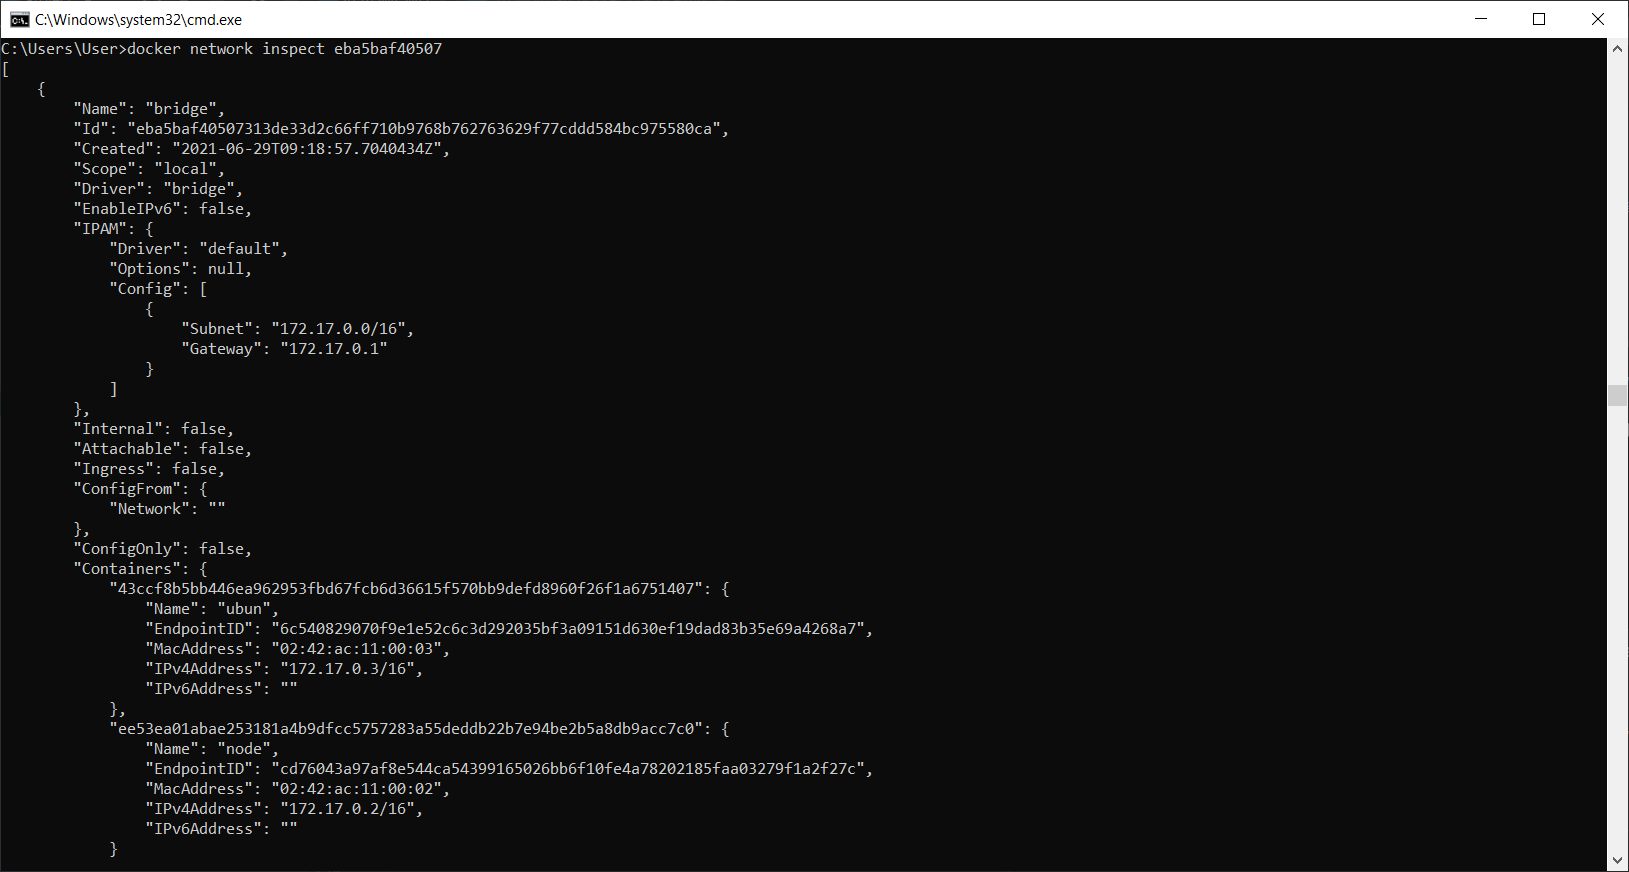 C:\Windows\system32\cmd.exe
C:\Users\User>docker network inspect eba5baf40507
[
    {
        "Name": "bridge",
        "Id": "eba5baf40507313de33d2c66ff710b9768b762763629f77cddd584bc975580ca",
        "Created": "2021-06-29T09:18:57.7040434Z",
        "Scope": "local",
        "Driver": "bridge",
        "EnableIPv6": false,
        "IPAM": {
            "Driver": "default",
            "Options": null,
            "Config": [
                {
                    "Subnet": "172.17.0.0/16",
                    "Gateway": "172.17.0.1"
                }
            ]
        },
        "Internal": false,
        "Attachable": false,
        "Ingress": false,
        "ConfigFrom": {
            "Network": ""
        },
        "ConfigOnly": false,
        "Containers": {
            "43ccf8b5bb446ea962953fbd67fcb6d36615f570bb9defd8960f26f1a6751407": {
                "Name": "ubun",
                "EndpointID": "6c540829070f9e1e52c6c3d292035bf3a09151d630ef19dad83b35e69a4268a7",
                "MacAddress": "02:42:ac:11:00:03",
                "IPv4Address": "172.17.0.3/16",
                "IPv6Address": ""
            },
            "ee53ea01abae253181a4b9dfcc5757283a55deddb22b7e94be2b5a8db9acc7c0": {
                "Name": "node",
                "EndpointID": "cd76043a97af8e544ca54399165026bb6f10fe4a78202185faa03279f1a2f27c",
                "MacAddress": "02:42:ac:11:00:02",
                "IPv4Address": "172.17.0.2/16",
                "IPv6Address": ""
            }